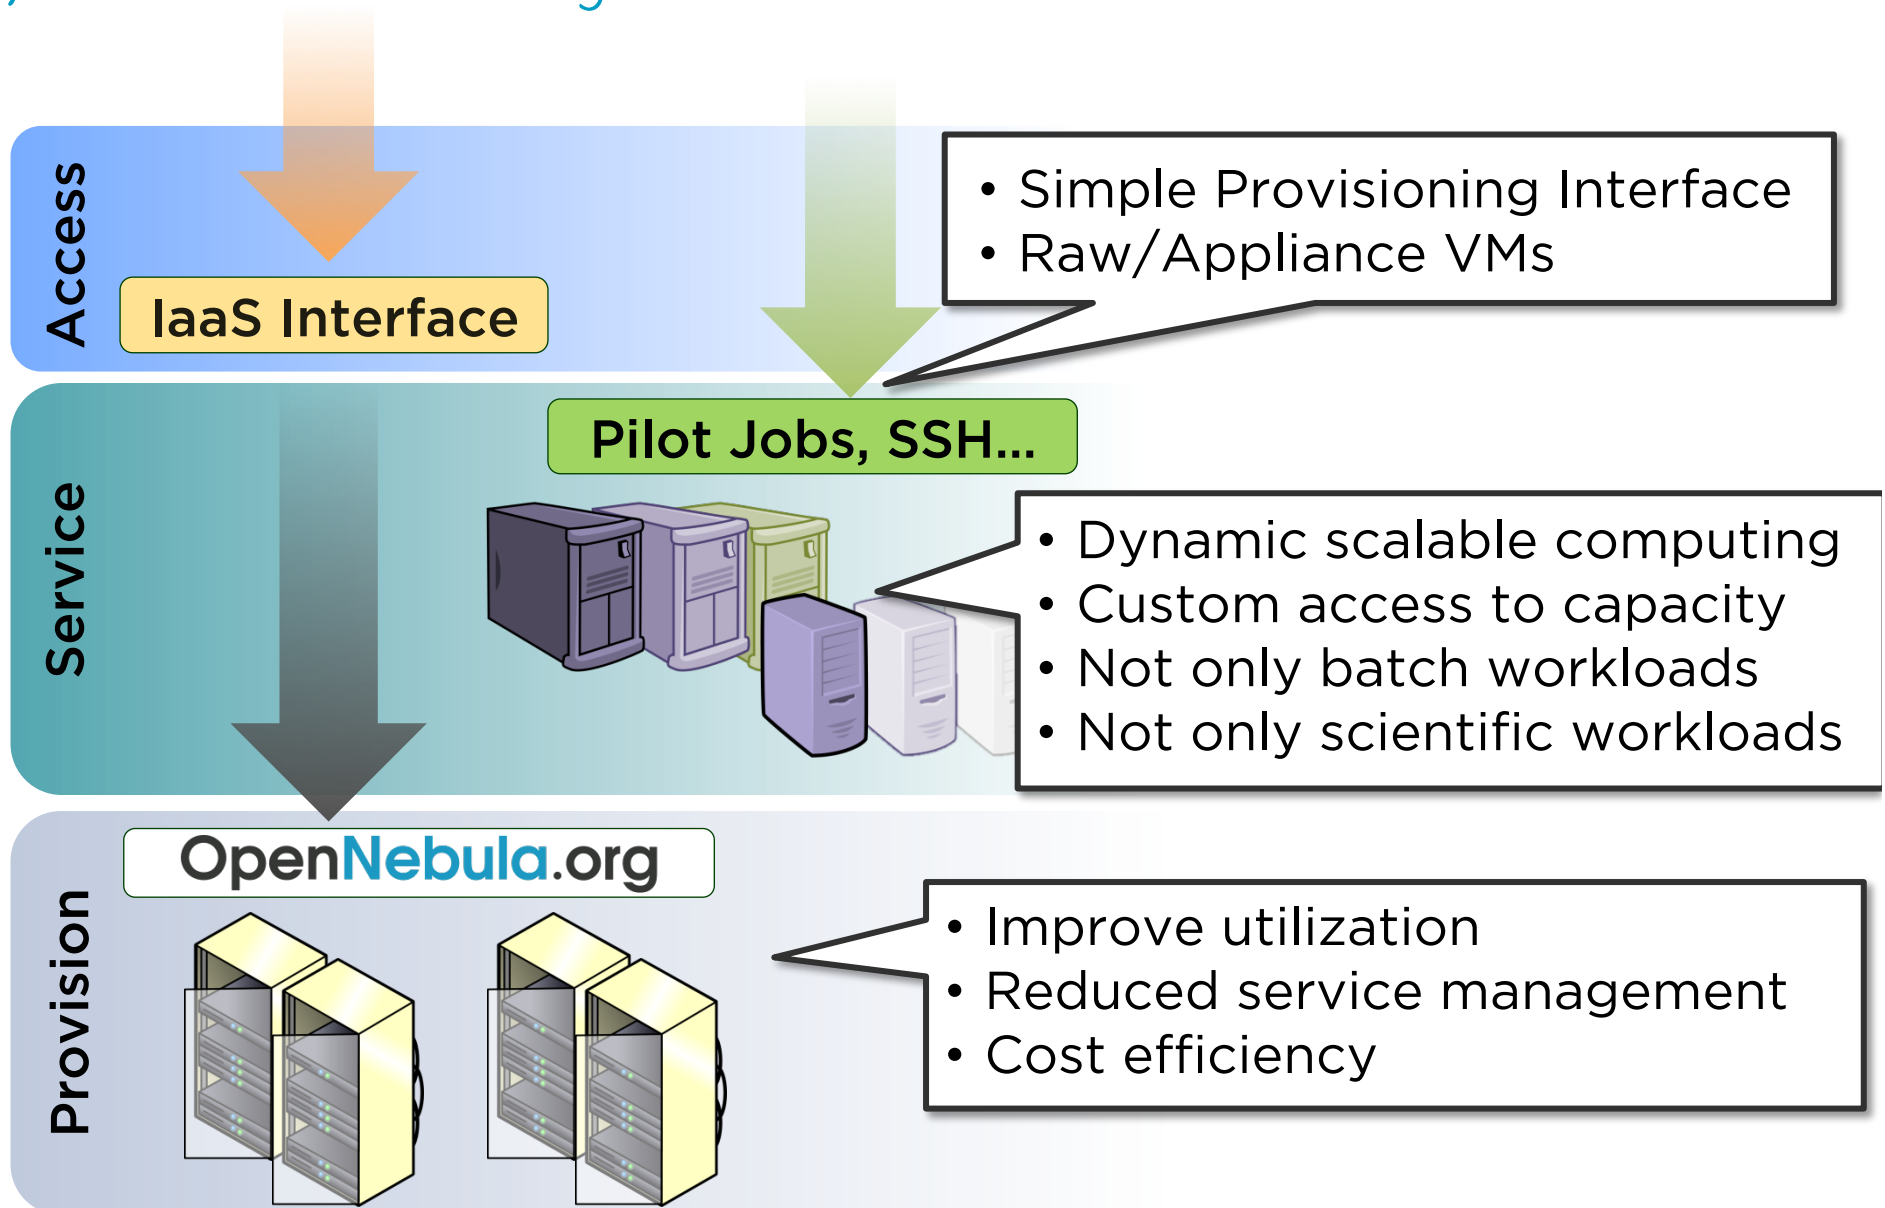 Access
IaaS Interface
• Simple Provisioning Interface
• Raw/Appliance VMs
Service
Pilot Jobs, SSH...
• Dynamic scalable computing
• Custom access to capacity
• Not only batch workloads
• Not only scientific workloads
Provision
OpenNebula.org
• Improve utilization
• Reduced service management
• Cost efficiency